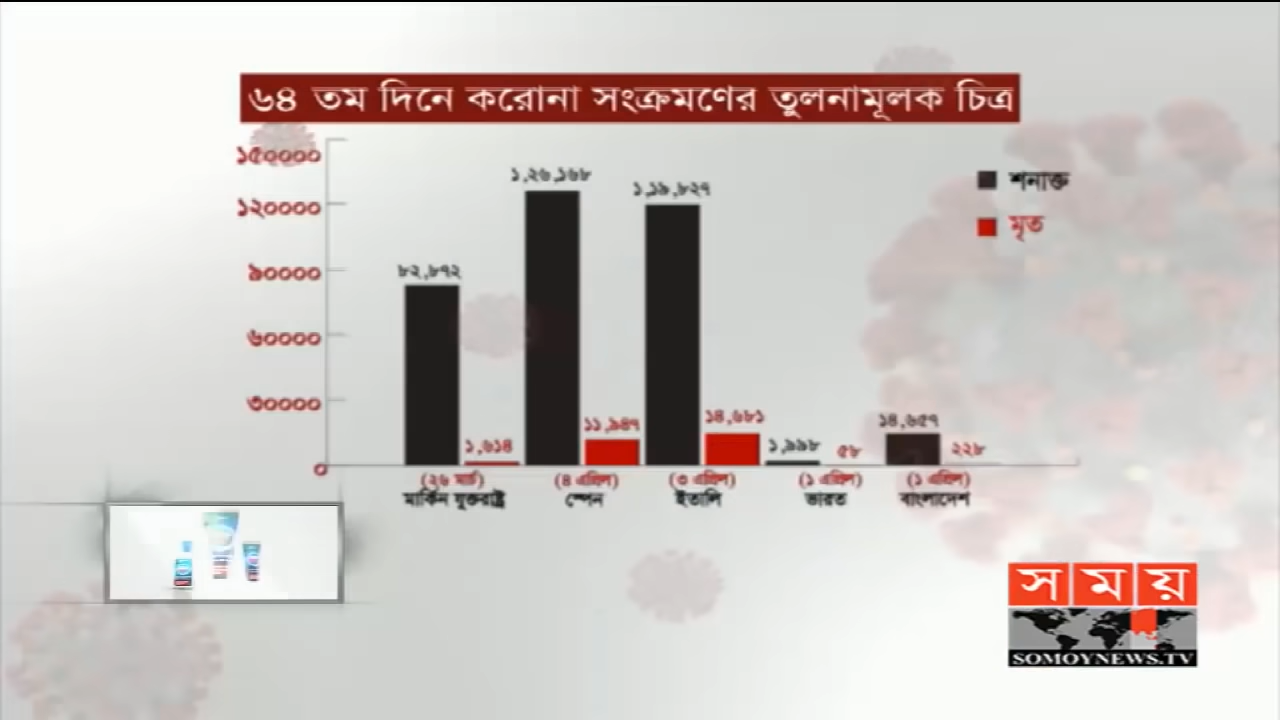 ৬৪ তম দিনে করোনা সংক্রমণের তুলনামূলক চিত্র
১৫০০০০
১২০০০০
৯০০০০
৬০০০০
৩০০০০
০
শনাক্ত
মৃত
৮২,৮৭২
১,৬১৪
১,২৬,১৬৮
১১,৯৪৭
১,১৯,৮২৭
১৪,৬৮১
১,৯৯৮
৫৮
১৪,৬৫৭
২২৮
(২৬ মার্চ) (৪ এপ্রিল) (৩ এপ্রিল) (১ এপ্রিল) (১ এপ্রিল)
মার্কিন যুক্তরাষ্ট্র স্পেন ইতালি ভারত বাংলাদেশ
সময়
SOMOYNEWS.TV